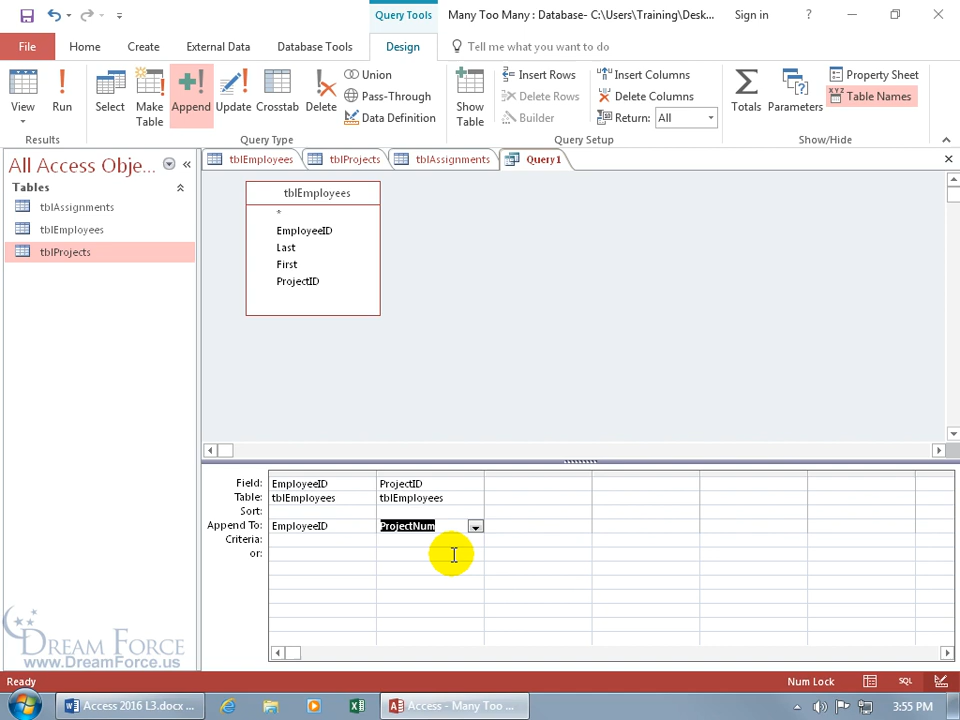 Query Tools
Many Too Many : Database- C:\Users\Training\Desk...
Sign in
?
File
Home
Create
External Data
Database Tools
Design
Tell me what you want to do
View
Run
Select
Make Table
Append
Update
Crosstab
Delete
Union
Pass-Through
Data Definition
Show Table
Insert Rows
Delete Rows
Builder
Insert Columns
Delete Columns
Return: All
Totals
Parameters
Property Sheet
Table Names
Results
Query Type
Query Setup
Show/Hide
All Access Obje...
Tables
tblAssignments
tblEmployees
tblProjects
tblEmployees
tblProjects
tblAssignments
Query1
tblEmployees
*
EmployeeID
Last
First
ProjectID
Field: EmployeeID ProjectID
Table: tblEmployees tblEmployees
Sort:
Append To: EmployeeID ProjectNum
Criteria:
or:
DREAM FORCE
www.DreamForce.us
Ready
Num Lock
SQL
Access 2016 L3.docx ...
Access - Many Too ...
3:55 PM